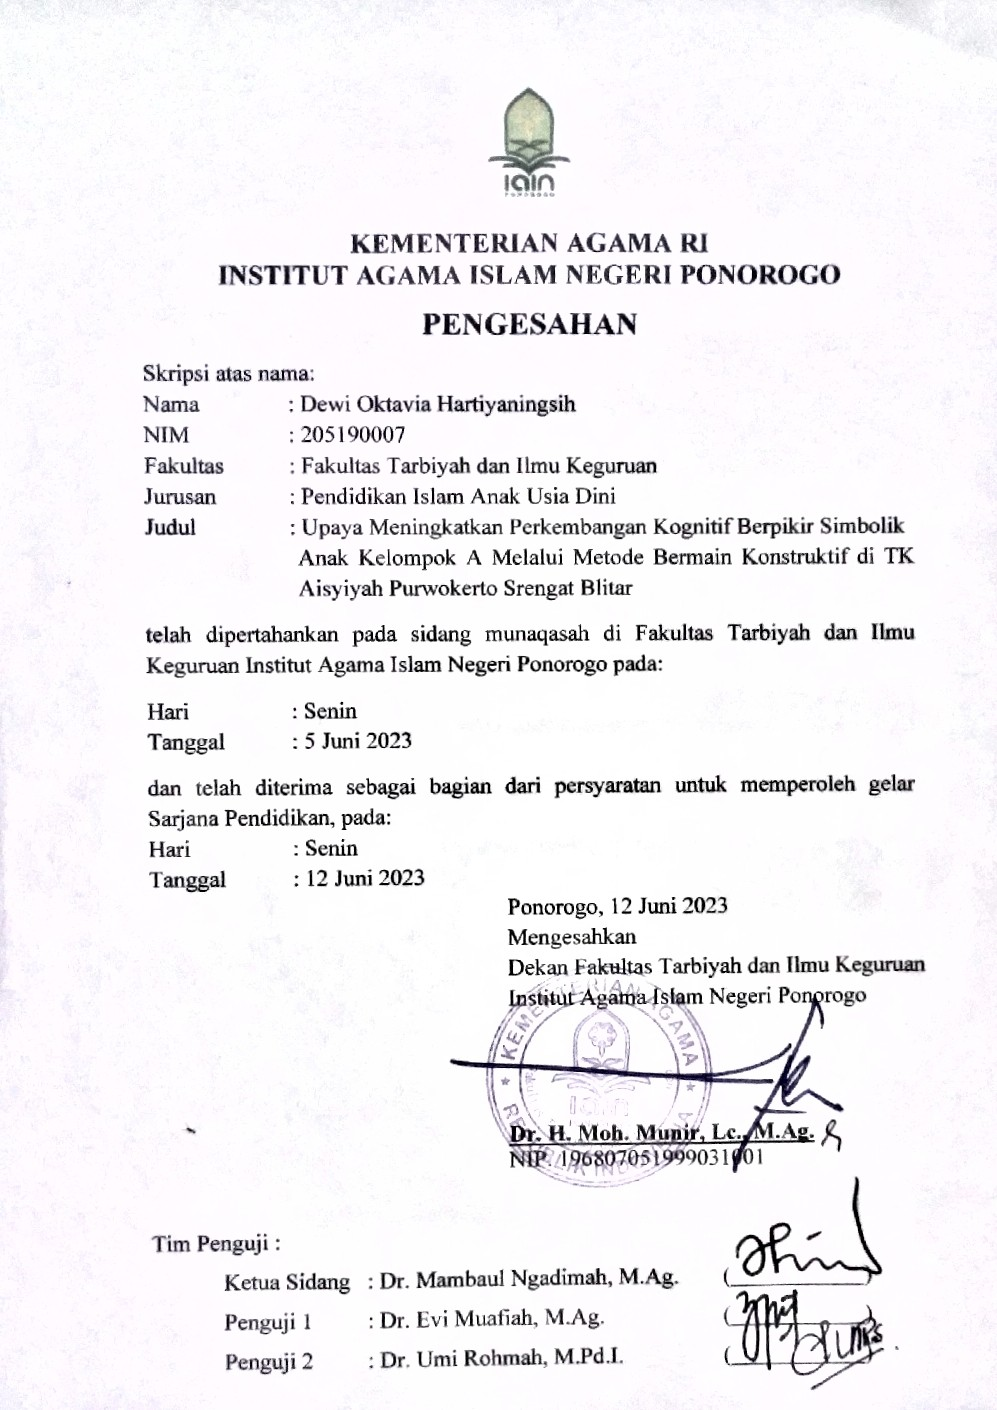 iain
PONOROGO
KEMENTERIAN AGAMA RI
INSTITUT AGAMA ISLAM NEGERI PONOROGO
PENGESAHAN
Skripsi atas nama:
Nama : Dewi Oktavia Hartiyaningsih
NIM : 205190007
Fakultas : Fakultas Tarbiyah dan Ilmu Keguruan
Jurusan : Pendidikan Islam Anak Usia Dini
Judul : Upaya Meningkatkan Perkembangan Kognitif Berpikir Simbolik
Anak Kelompok A Melalui Metode Bermain Konstruktif di TK
Aisyiyah Purwokerto Srengat Blitar
telah dipertahankan pada sidang munaqasah di Fakultas Tarbiyah dan Ilmu
Keguruan Institut Agama Islam Negeri Ponorogo pada:
Hari : Senin
Tanggal : 5 Juni 2023
dan telah diterima sebagai bagian dari persyaratan untuk memperoleh gelar
Sarjana Pendidikan, pada:
Hari : Senin
Tanggal : 12 Juni 2023
Ponorogo, 12 Juni 2023
Mengesahkan
Dekan Fakultas Tarbiyah dan Ilmu Keguruan
Institut Agama Islam Negeri Ponorogo
KEMENTERIAN AGAMA
iain
REPUBLIK INDONESIA
Dr. H. Moh. Munir, Lc., M.Ag.
NIP. 196807051999031001
Tim Penguji :
Ketua Sidang : Dr. Mambaul Ngadimah, M.Ag. ( )
Penguji 1 : Dr. Evi Muafiah, M.Ag. ( )
Penguji 2 : Dr. Umi Rohmah, M.Pd.I. (